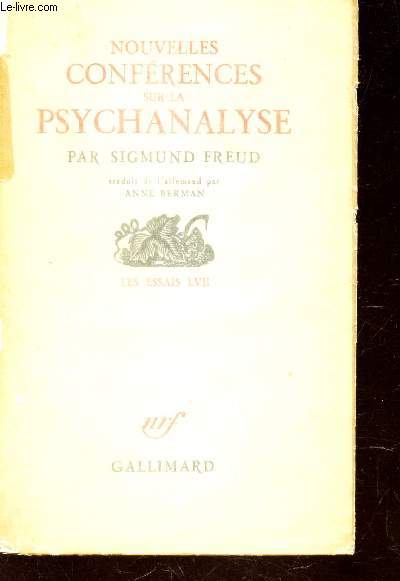 © Le-livre.com
NOUVELLES
CONFÉRENCES
SUR LA
PSYCHANALYSE
PAR SIGMUND FREUD
traduit de l'allemand par
ANNE BERMAN
LES ESSAIS LVII
nrf
GALLIMARD